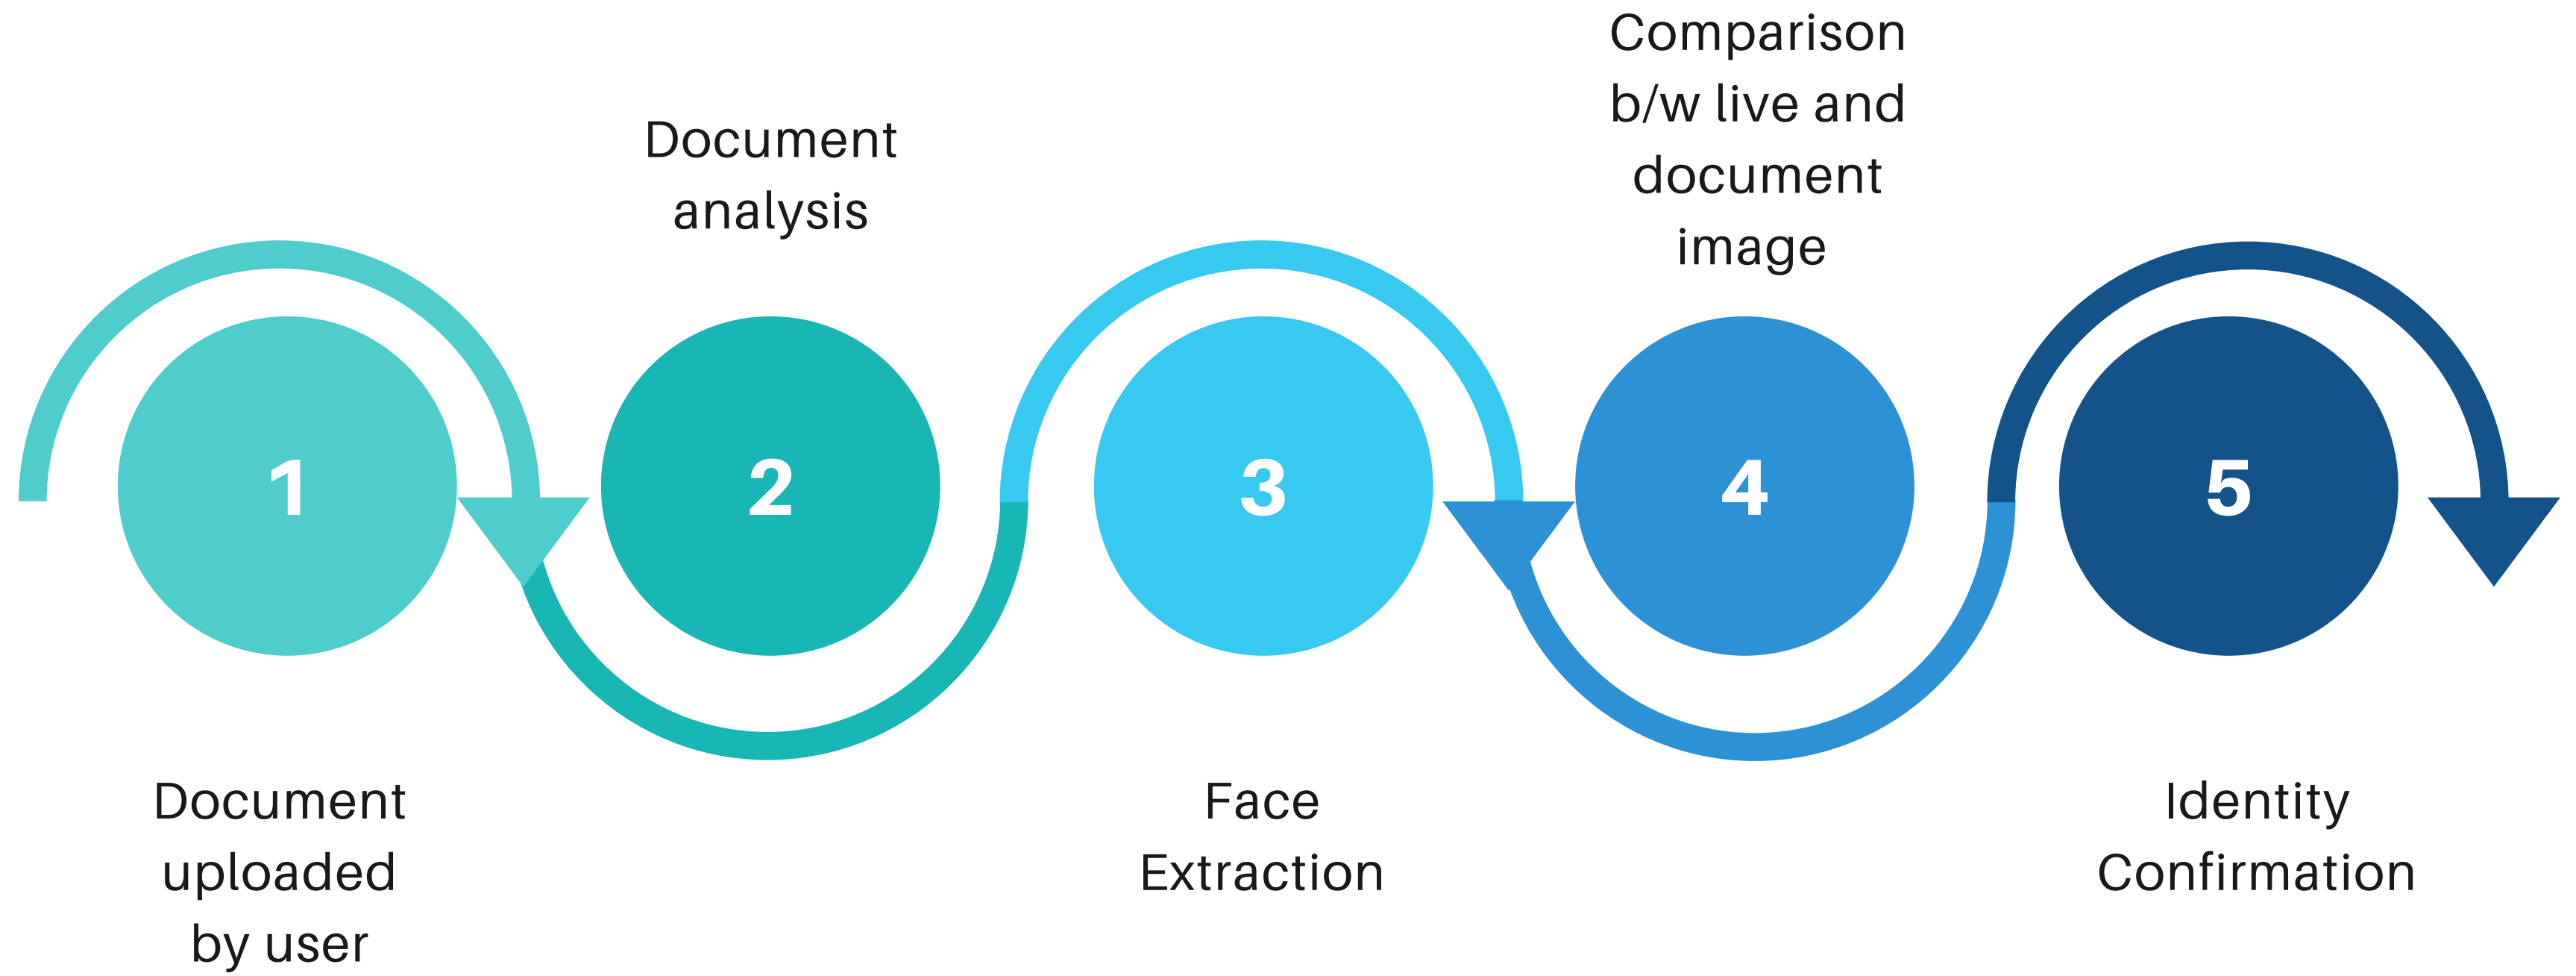 1
Document
uploaded
by user
2
Document
analysis
3
Face
Extraction
4
Comparison
b/w live and
document
image
5
Identity
Confirmation